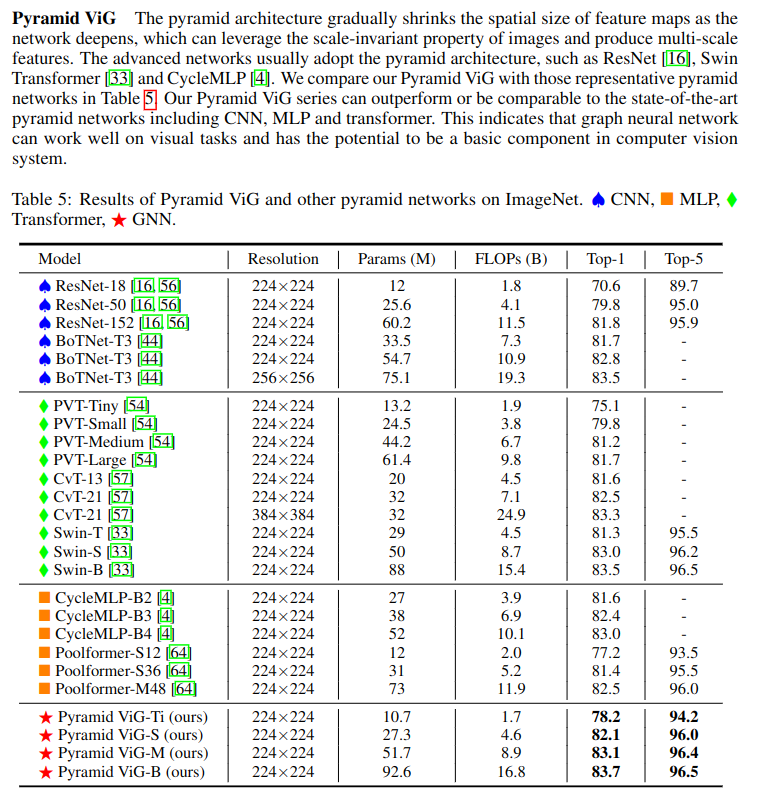 Pyramid ViG The pyramid architecture gradually shrinks the spatial size of feature maps as the
network deepens, which can leverage the scale-invariant property of images and produce multi-scale
features. The advanced networks usually adopt the pyramid architecture, such as ResNet [16], Swin
Transformer [33] and CycleMLP [4]. We compare our Pyramid ViG with those representative pyramid
networks in Table 5. Our Pyramid ViG series can outperform or be comparable to the state-of-the-art
pyramid networks including CNN, MLP and transformer. This indicates that graph neural network
can work well on visual tasks and has the potential to be a basic component in computer vision
system.
Table 5: Results of Pyramid ViG and other pyramid networks on ImageNet. ♠ CNN, ■ MLP, ♦
Transformer, ★ GNN.
Model Resolution Params (M) FLOPs (B) Top-1 Top-5
♠ ResNet-18 [16, 56] 224×224 12 1.8 70.6 89.7
♠ ResNet-50 [16, 56] 224×224 25.6 4.1 79.8 95.0
♠ ResNet-152 [16, 56] 224×224 60.2 11.5 81.8 95.9
♠ BoTNet-T3 [44] 224×224 33.5 7.3 81.7 -
♠ BoTNet-T3 [44] 224×224 54.7 10.9 82.8 -
♠ BoTNet-T3 [44] 256×256 75.1 19.3 83.5 -
♦ PVT-Tiny [54] 224×224 13.2 1.9 75.1 -
♦ PVT-Small [54] 224×224 24.5 3.8 79.8 -
♦ PVT-Medium [54] 224×224 44.2 6.7 81.2 -
♦ PVT-Large [54] 224×224 61.4 9.8 81.7 -
♦ CvT-13 [57] 224×224 20 4.5 81.6 -
♦ CvT-21 [57] 224×224 32 7.1 82.5 -
♦ CvT-21 [57] 384×384 32 24.9 83.3 -
♦ Swin-T [33] 224×224 29 4.5 81.3 95.5
♦ Swin-S [33] 224×224 50 8.7 83.0 96.2
♦ Swin-B [33] 224×224 88 15.4 83.5 96.5
■ CycleMLP-B2 [4] 224×224 27 3.9 81.6 -
■ CycleMLP-B3 [4] 224×224 38 6.9 82.4 -
■ CycleMLP-B4 [4] 224×224 52 10.1 83.0 -
■ Poolformer-S12 [64] 224×224 12 2.0 77.2 93.5
■ Poolformer-S36 [64] 224×224 31 5.2 81.4 95.5
■ Poolformer-M48 [64] 224×224 73 11.9 82.5 96.0
★ Pyramid ViG-Ti (ours) 224×224 10.7 1.7 78.2 94.2
★ Pyramid ViG-S (ours) 224×224 27.3 4.6 82.1 96.0
★ Pyramid ViG-M (ours) 224×224 51.7 8.9 83.1 96.4
★ Pyramid ViG-B (ours) 224×224 92.6 16.8 83.7 96.5